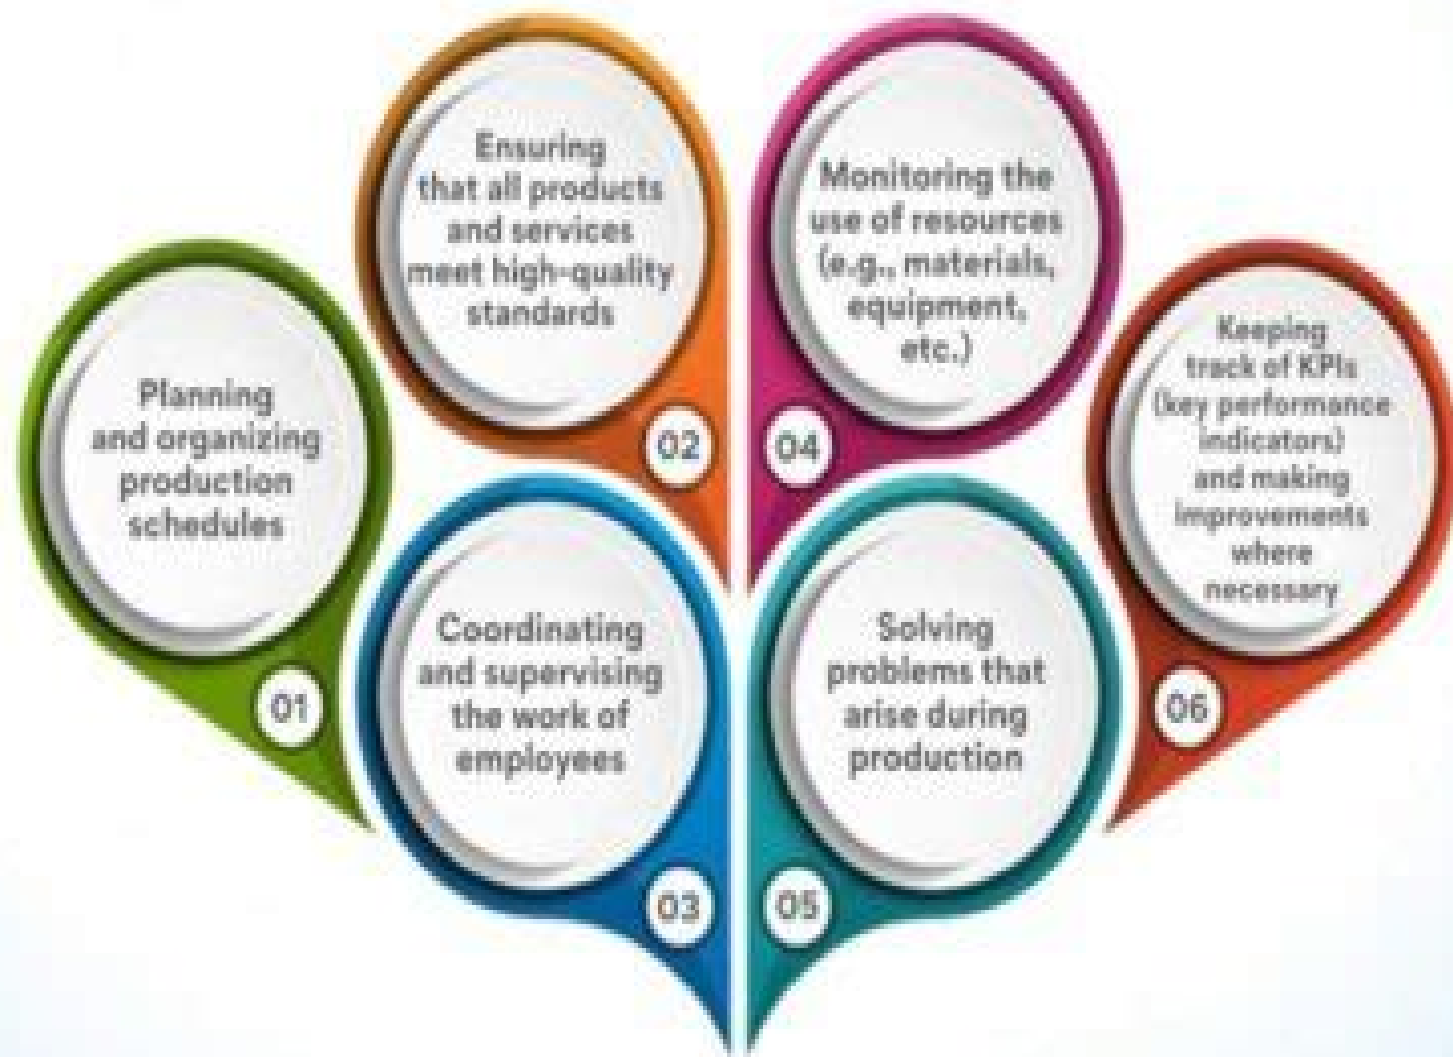 Planning
and organizing
production
schedules
01
Ensuring
that all products
and services
meet high-quality
standards
02
Coordinating
and supervising
the work of
employees
03
Monitoring the
use of resources
(e.g., materials,
equipment,
etc.)
04
Solving
problems that
arise during
production
05
Keeping
track of KPIs
(key performance
indicators)
and making
improvements
where
necessary
06